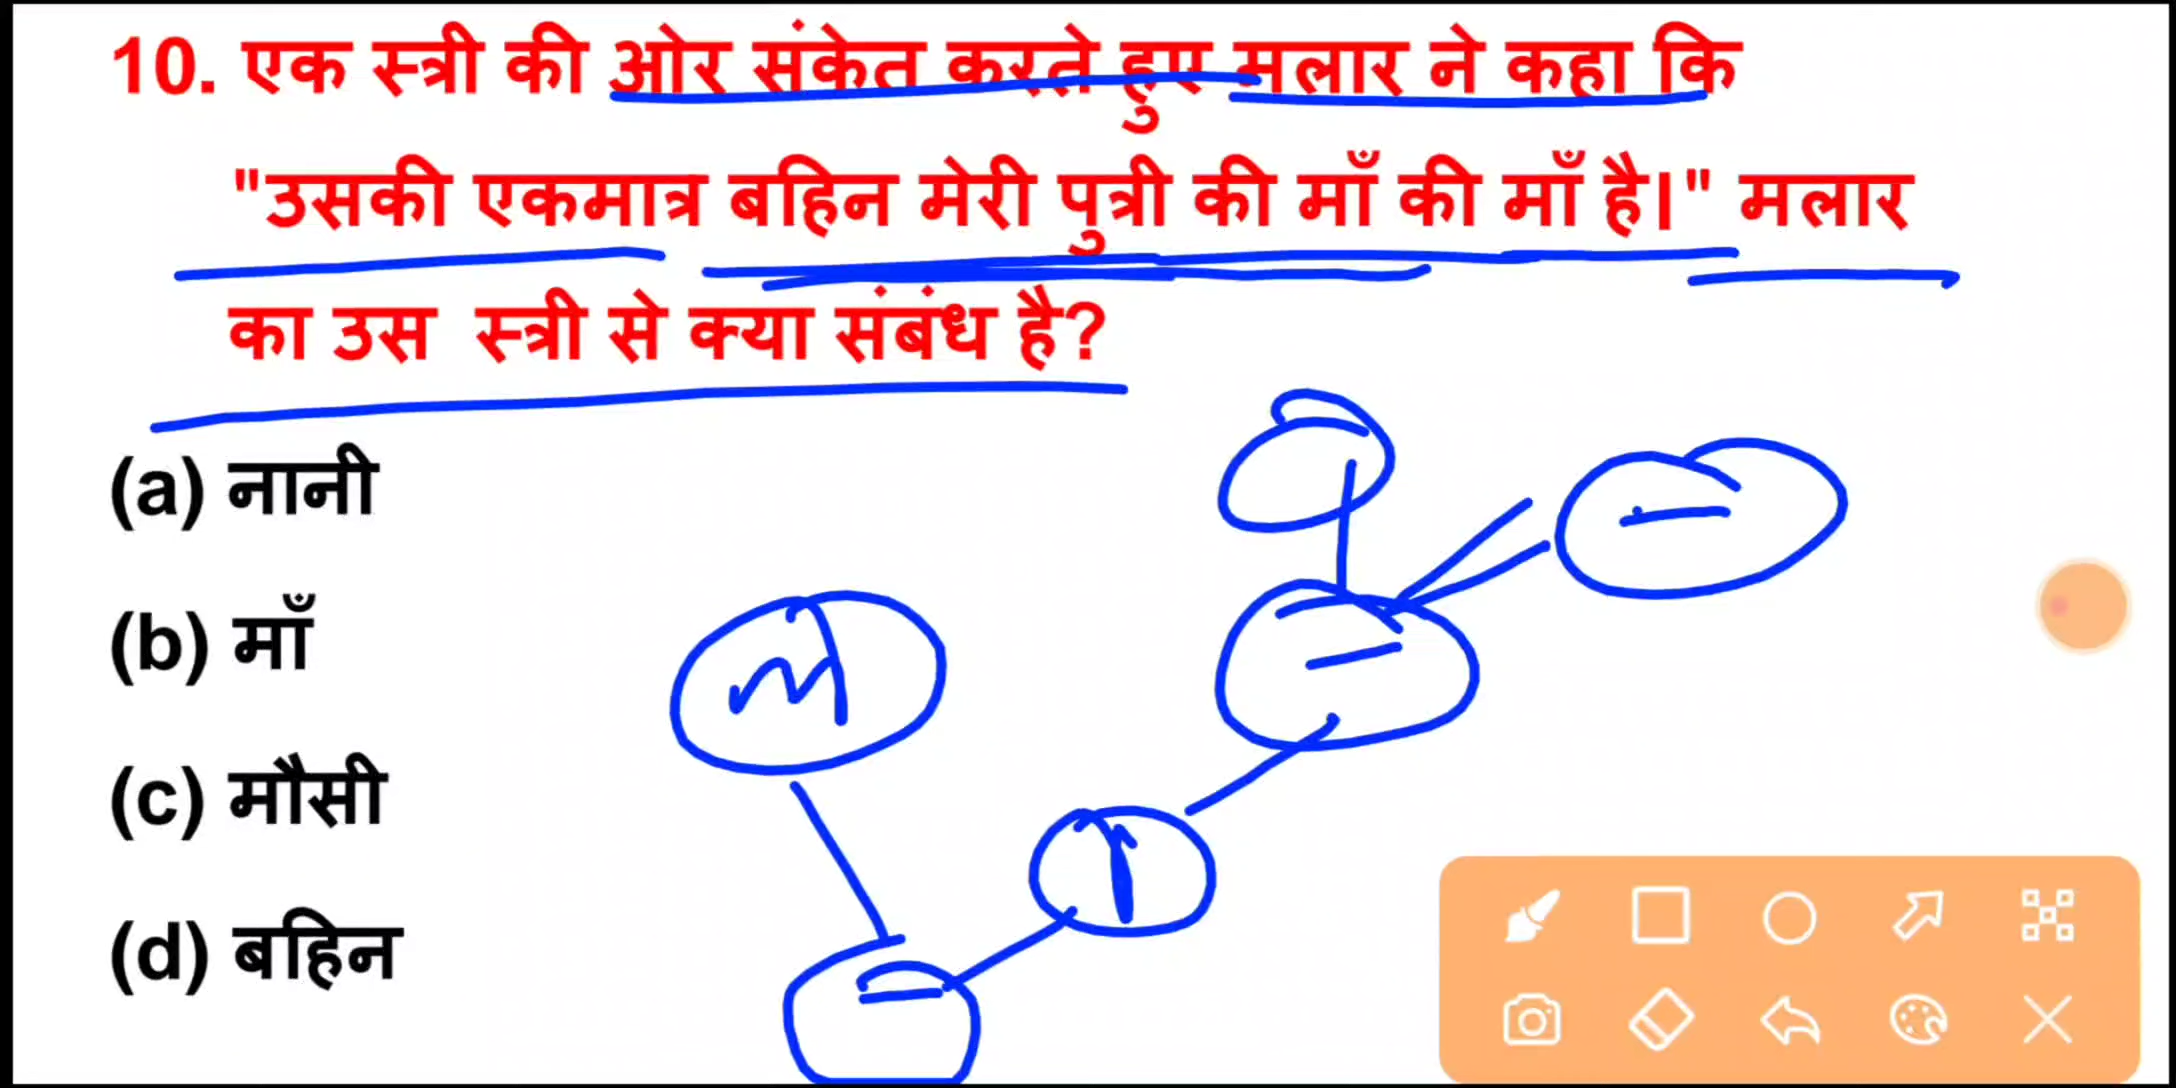 10. एक स्त्री की ओर संकेत करते हुए मलार ने कहा कि
"उसकी एकमात्र बहिन मेरी पुत्री की माँ की माँ है।" मलार
का उस स्त्री से क्या संबंध है?
(a) नानी
(b) माँ
(c) मौसी
(d) बहिन